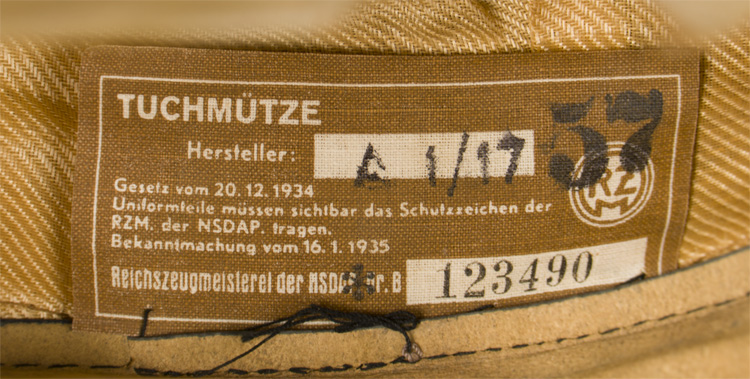 TUCHMÜTZE
Hersteller: A 1/17 57
RZM
Gesetz vom 20.12.1934
Uniformteile müssen sichtbar das Schutzzeichen der
RZM. der NSDAP. tragen.
Bekanntmachung vom 16.1.1935
Reichszeugmeisterei der NSDA r. B 123490